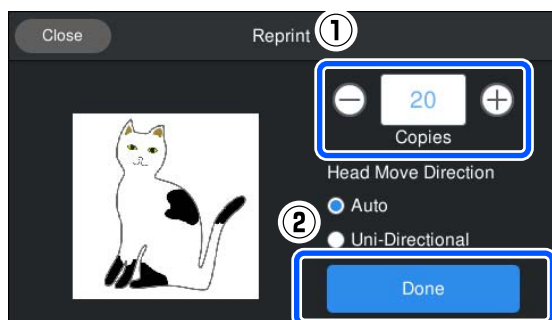 Close
Reprint
①
20
Copies
Head Move Direction
Auto
②
Uni-Directional
Done